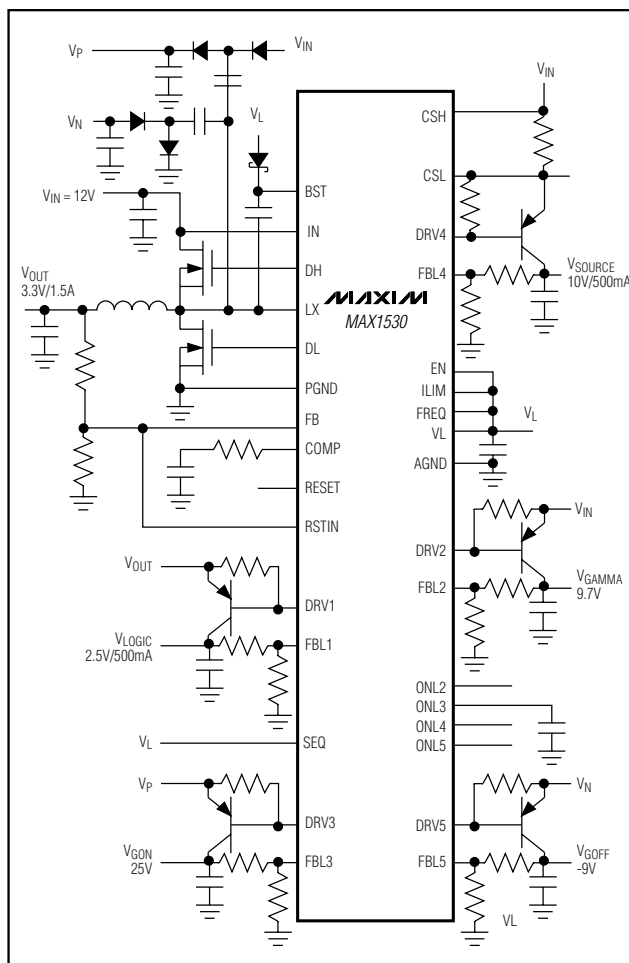 VP
VIN
VN
VL
VIN = 12V
VOUT
3.3V/1.5A
VOUT
VLOGIC
2.5V/500mA
VL
VP
VGON
25V
BST
IN
DH
LX
DL
PGND
FB
COMP
RESET
RSTIN
DRV1
FBL1
SEQ
DRV3
FBL3
MAXIM
MAX1530
CSH
CSL
DRV4
FBL4
EN
ILIM
FREQ
VL
AGND
DRV2
FBL2
ONL2
ONL3
ONL4
ONL5
DRV5
FBL5
VIN
VSOURCE
10V/500mA
VL
VIN
VGAMMA
9.7V
VN
VGOFF
-9V
VL